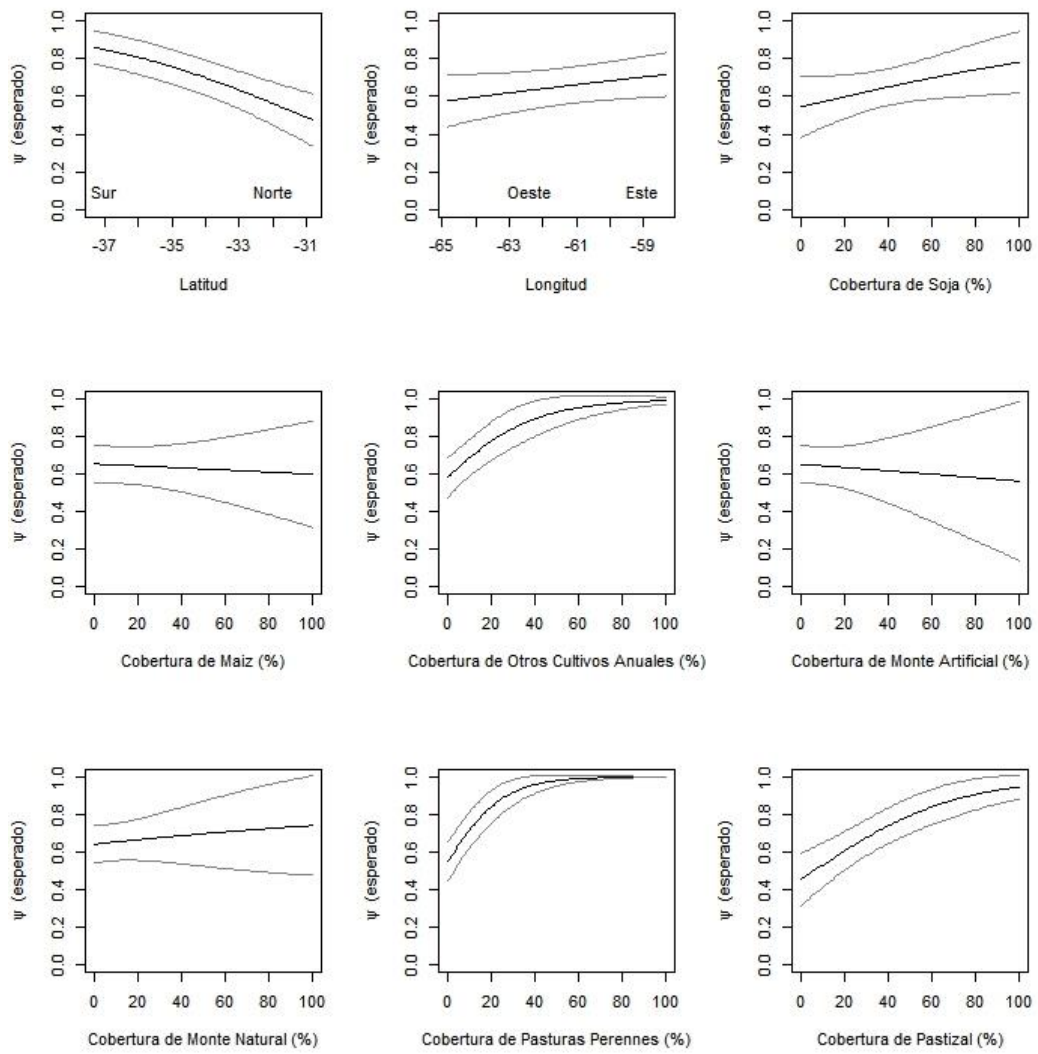 ψ (esperado)
0.0 0.2 0.4 0.6 0.8 1.0
Sur Norte
-37 -35 -33 -31
Latitud
ψ (esperado)
0.0 0.2 0.4 0.6 0.8 1.0
Oeste Este
-65 -63 -61 -59
Longitud
ψ (esperado)
0.0 0.2 0.4 0.6 0.8 1.0
0 20 40 60 80 100
Cobertura de Soja (%)
ψ (esperado)
0.0 0.2 0.4 0.6 0.8 1.0
0 20 40 60 80 100
Cobertura de Maiz (%)
ψ (esperado)
0.0 0.2 0.4 0.6 0.8 1.0
0 20 40 60 80 100
Cobertura de Otros Cultivos Anuales (%)
ψ (esperado)
0.0 0.2 0.4 0.6 0.8 1.0
0 20 40 60 80 100
Cobertura de Monte Artificial (%)
ψ (esperado)
0.0 0.2 0.4 0.6 0.8 1.0
0 20 40 60 80 100
Cobertura de Monte Natural (%)
ψ (esperado)
0.0 0.2 0.4 0.6 0.8 1.0
0 20 40 60 80 100
Cobertura de Pasturas Perennes (%)
ψ (esperado)
0.0 0.2 0.4 0.6 0.8 1.0
0 20 40 60 80 100
Cobertura de Pastizal (%)